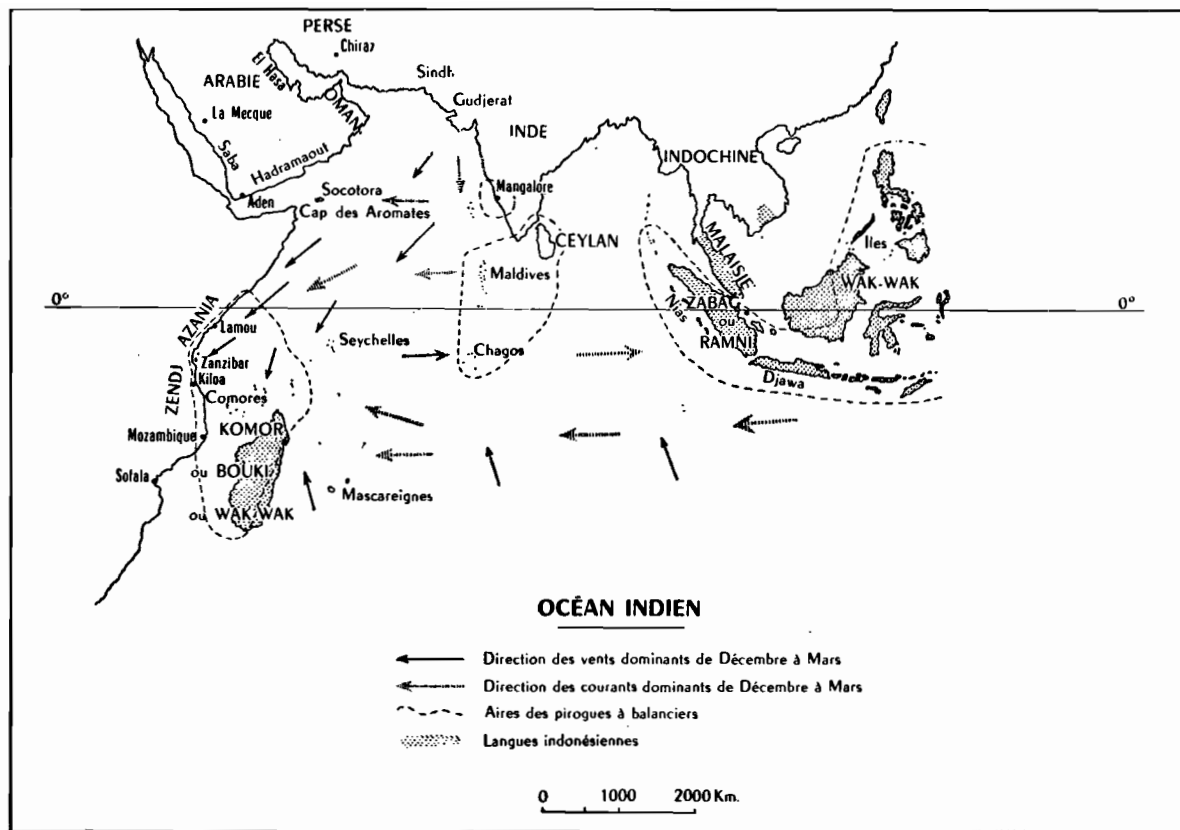 PERSE
Chiraz
El Hasa
ARABIE
OMAN
Sindh
Gudjerat
INDE
La Mecque
Saba
Hadramaout
Aden
Socotora
Cap des Aromates
Mangalore
CEYLAN
INDOCHINE
MALAISIE
Iles
WAK-WAK
Maldives
0°
0°
AZANIA
Lamou
ZENDJ
Zanzibar
Kiloa
Comores
Seychelles
Chagos
Nias
ZABAG
ou
RAMNII
Djawa
KOMOR
Mozambique
Sofala
ou BOUKI
ou WAK-WAK
Mascareignes
OCÉAN INDIEN
Direction des vents dominants de Décembre à Mars
Direction des courants dominants de Décembre à Mars
Aires des pirogues à balanciers
Langues indonésiennes
0 1000 2000 Km.